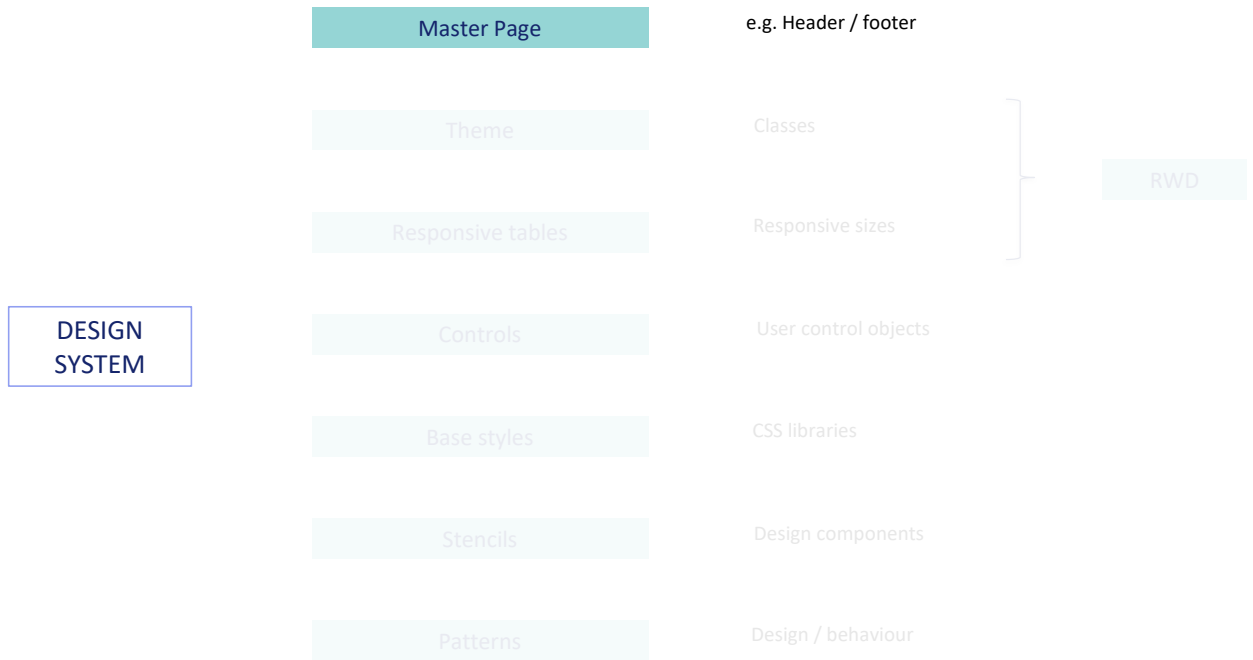 Master Page
e.g. Header / footer
Theme
Classes
RWD
Responsive tables
Responsive sizes
DESIGN
SYSTEM
Controls
User control objects
Base styles
CSS libraries
Stencils
Design components
Patterns
Design / behaviour